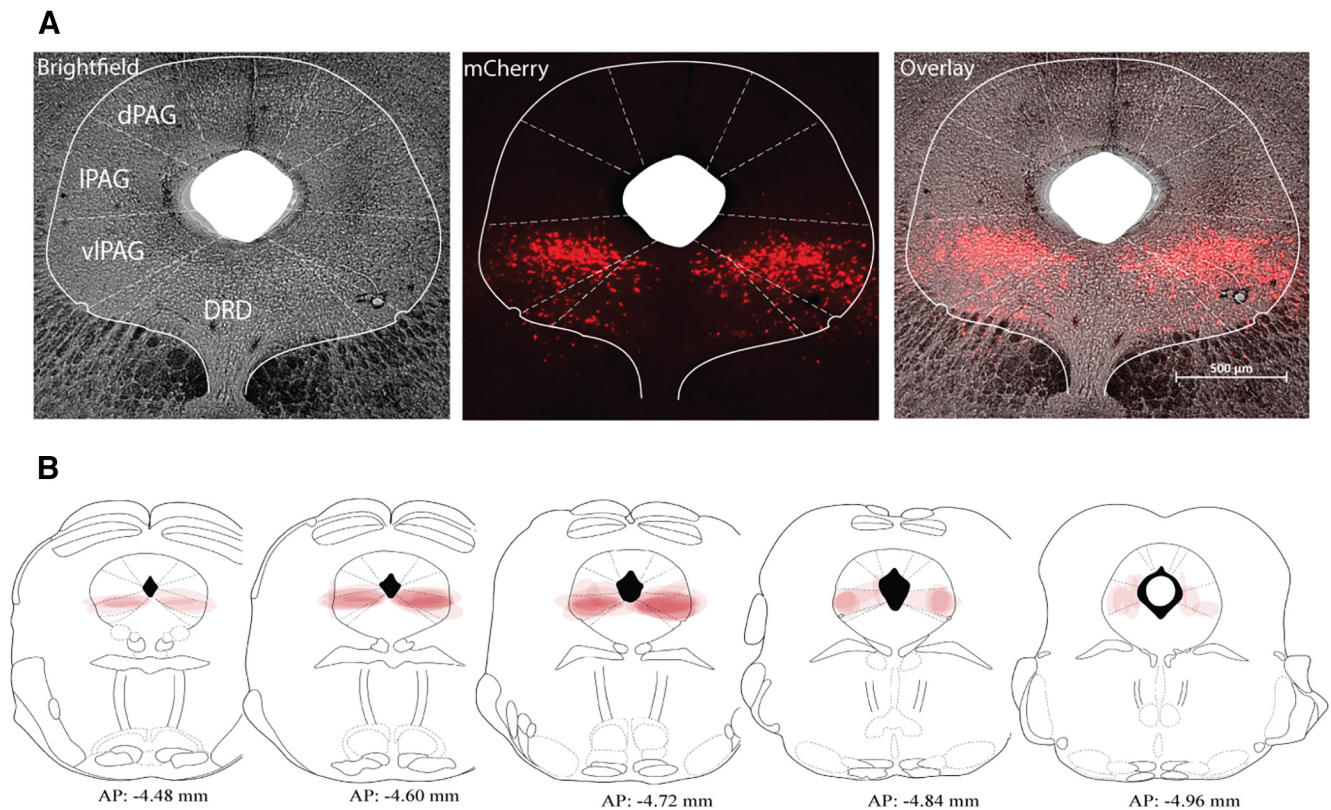 A
Brightfield
mCherry
Overlay
dPAG
lPAG
vlPAG
DRD
500 µm
B
AP: -4.48 mm
AP: -4.60 mm
AP: -4.72 mm
AP: -4.84 mm
AP: -4.96 mm